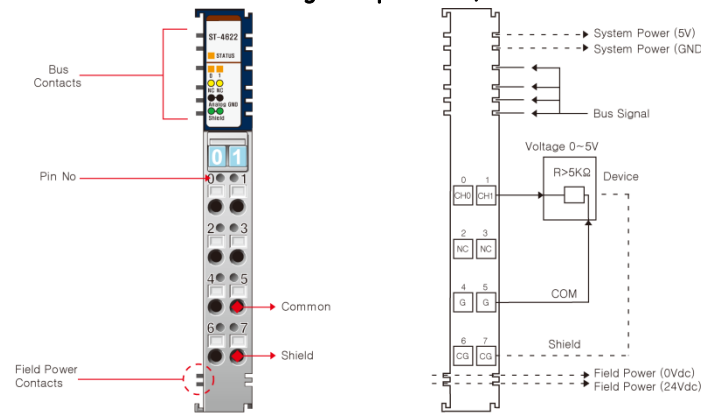 ST-4622
STATUS
0 1
NC NC
Analog GND
Shield
Bus
Contacts
0 1
Pin No
0 1
2 3
4 5
Common
6 7
Shield
Field Power
Contacts
System Power (5V)
System Power (GND
Bus Signal
Voltage 0~5V
R>5KΩ
Device
0 1
CH0 CH1
2 3
NC NC
4 5
G G
COM
6 7
CG CG
Shield
Field Power (0Vdc)
Field Power (24Vdc)